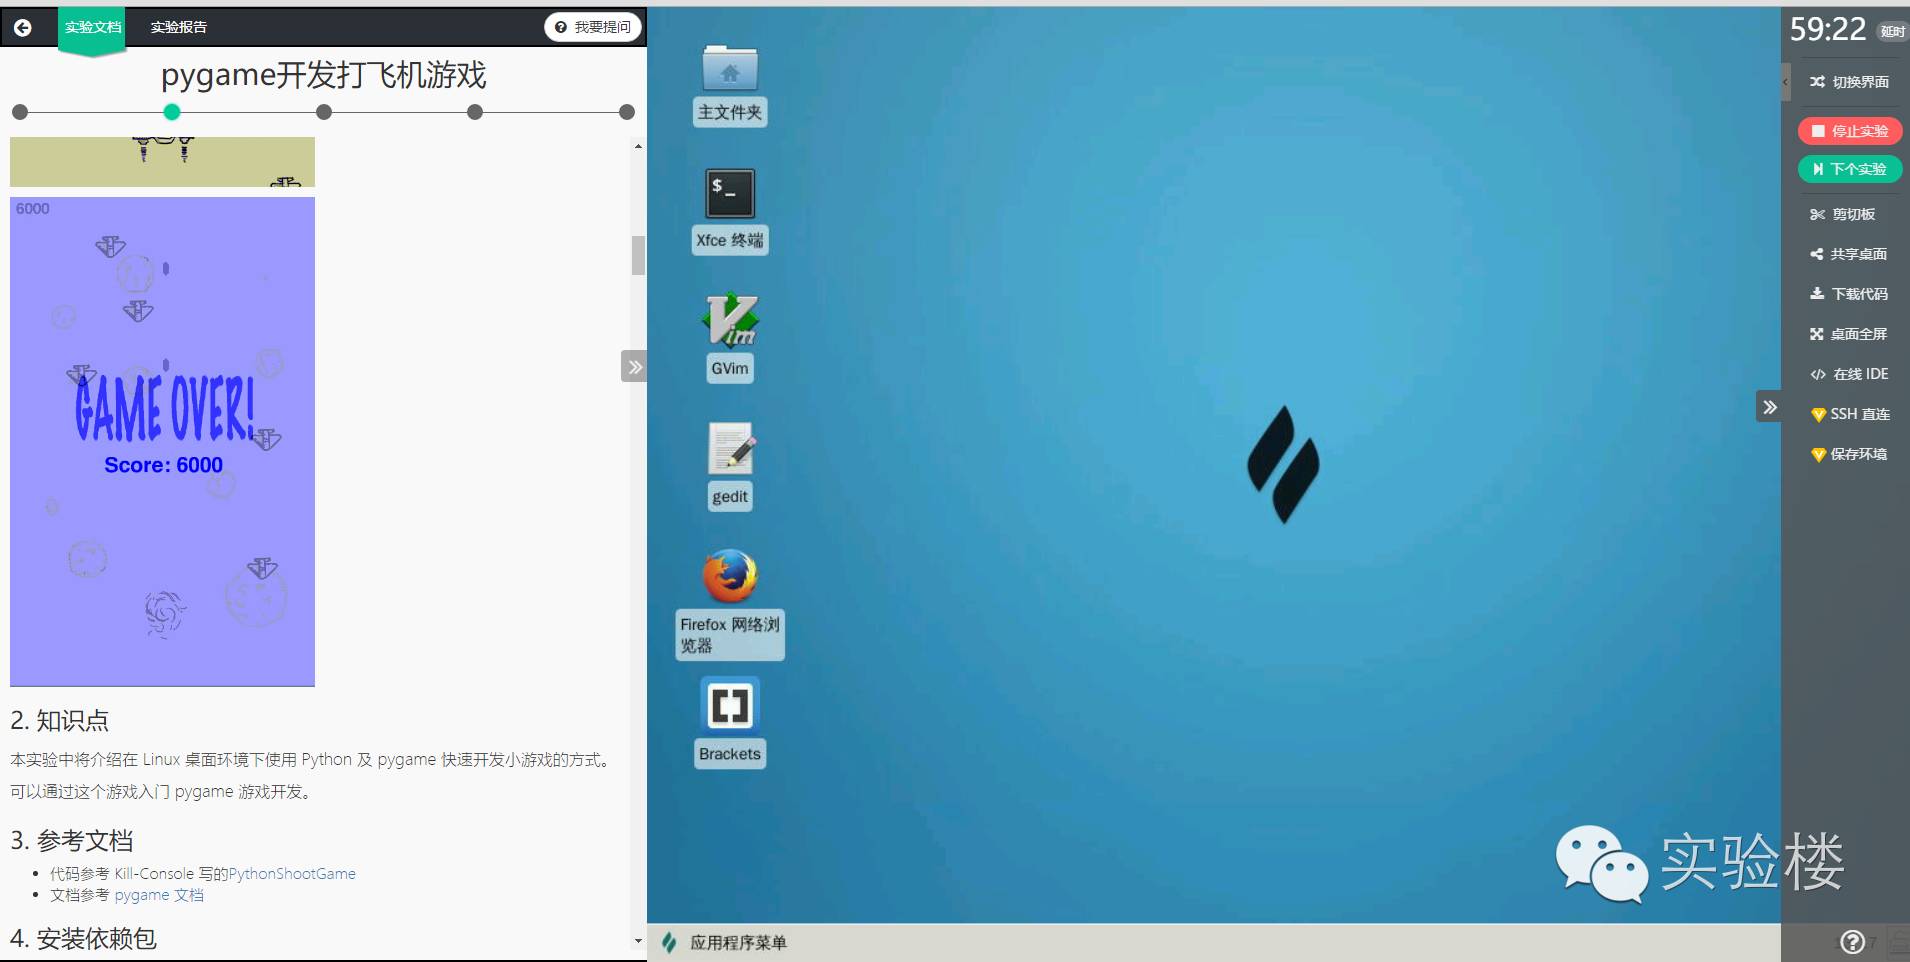 实验文档
实验报告
我要提问
pygame开发打飞机游戏
6000
GAME OVER!
Score: 6000
2. 知识点
本实验中将介绍在 Linux 桌面环境下使用 Python 及 pygame 快速开发小游戏的方式。
可以通过这个游戏入门 pygame 游戏开发。
3. 参考文档
代码参考 Kill-Console 写的PythonShootGame
文档参考 pygame 文档
4. 安装依赖包
主文件夹
Xfce 终端
GVim
gedit
Firefox 网络浏
览器
Brackets
应用程序菜单
59:22
延时
切换界面
停止实验
下个实验
剪切板
共享桌面
下载代码
桌面全屏
在线 IDE
SSH 直连
保存环境
实验楼